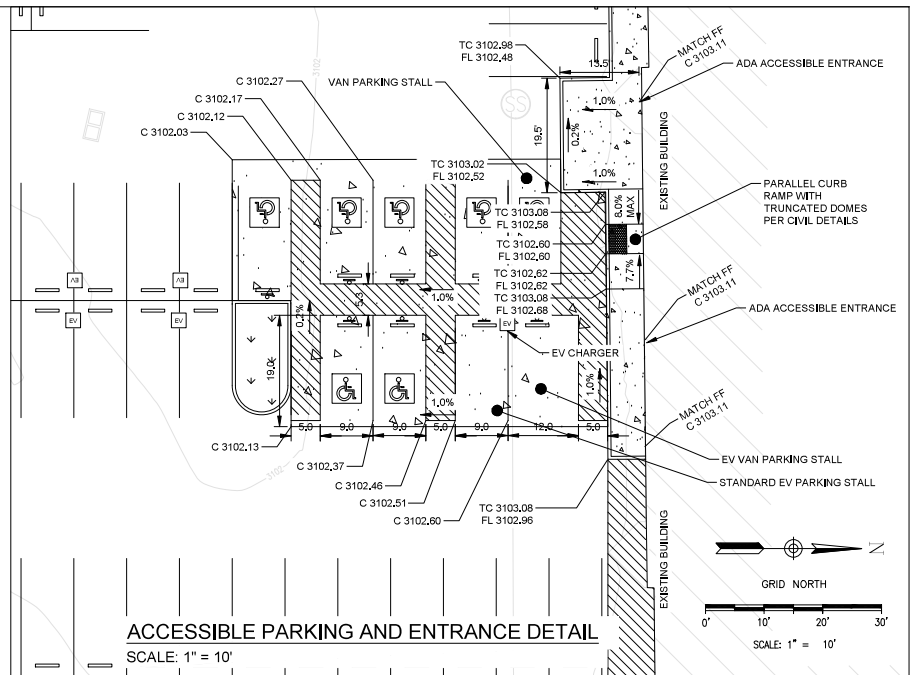 TC 3102.98
FL 3102.48
13.5'
MATCH FF
C 3103.11
ADA ACCESSIBLE ENTRANCE
C 3102.27
VAN PARKING STALL
3102
C 3102.17
C 3102.12
C 3102.03
SS
1.0%
19.5'
0.2%
1.0%
EXISTING BUILDING
TC 3103.02
FL 3102.52
PARALLEL CURB
RAMP WITH
TRUNCATED DOMES
PER CIVIL DETAILS
TC 3103.08
FL 3102.58
8.0%
MAX
TC 3102.60
FL 3102.60
TC 3102.62
FL 3102.62
7.7%
TC 3103.08
FL 3102.68
MATCH FF
C 3103.11
ADA ACCESSIBLE ENTRANCE
EV
EV
EV
EV
5.3
1.0%
0.2%
EV
EV CHARGER
19.0'
1.0%
1.0%
MATCH FF
C 3103.11
5.0
9.0
9.0
5.0
9.0
12.0
5.0
3102
C 3102.13
C 3102.37
C 3102.46
C 3102.51
C 3102.60
EV VAN PARKING STALL
STANDARD EV PARKING STALL
TC 3103.08
FL 3102.96
EXISTING BUILDING
N
GRID NORTH
0'
10'
20'
30'
SCALE: 1" = 10'
ACCESSIBLE PARKING AND ENTRANCE DETAIL
SCALE: 1" = 10'